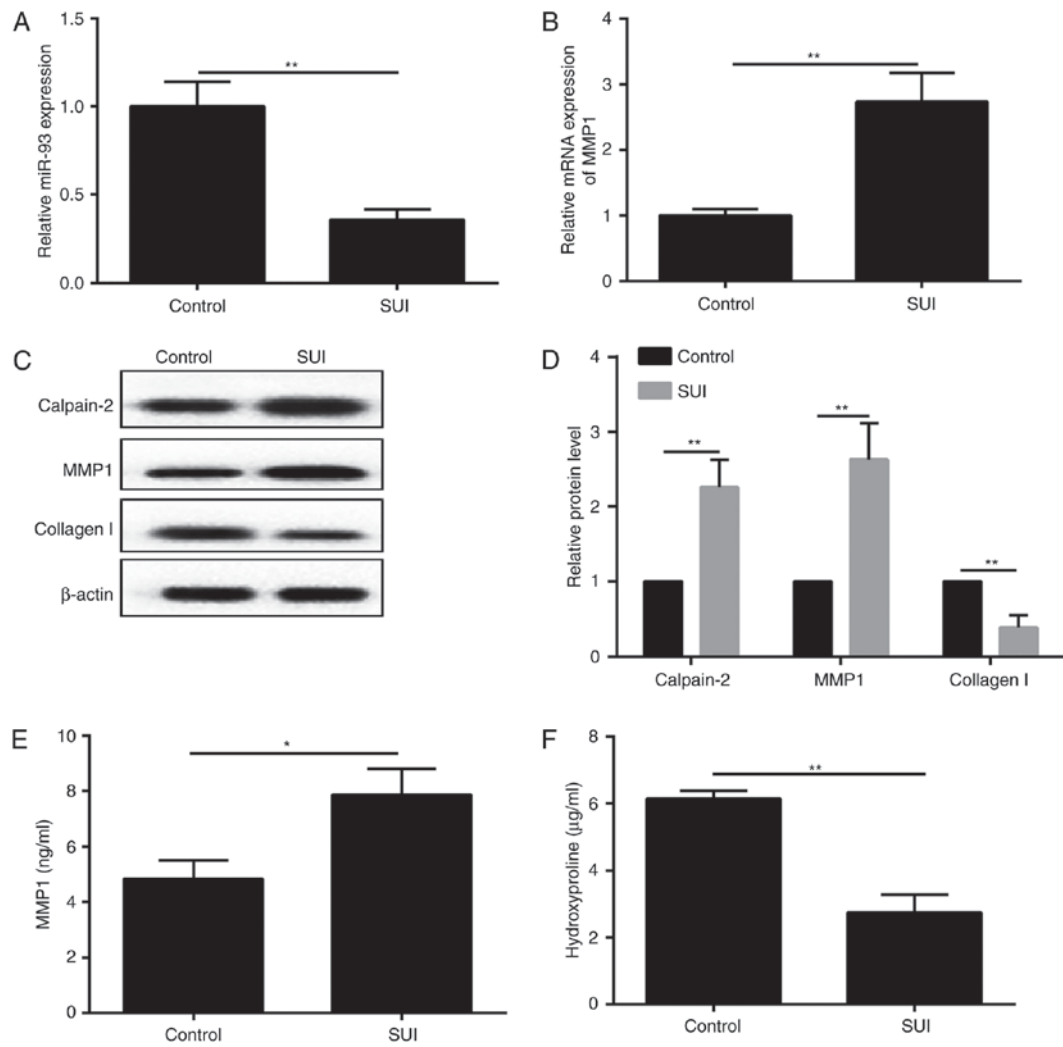 A
Relative miR-93 expression
1.5
1.0
0.5
0.0
**
Control
SUI
B
Relative mRNA expression
of MMP1
4
3
2
1
0
**
Control
SUI
C
Control
SUI
Calpain-2
MMP1
Collagen I
β-actin
D
Control
SUI
Relative protein level
4
3
2
1
0
**
**
**
Calpain-2
MMP1
Collagen I
E
MMP1 (ng/ml)
10
8
6
4
2
0
*
Control
SUI
F
Hydroxyproline (μg/ml)
8
6
4
2
0
**
Control
SUI